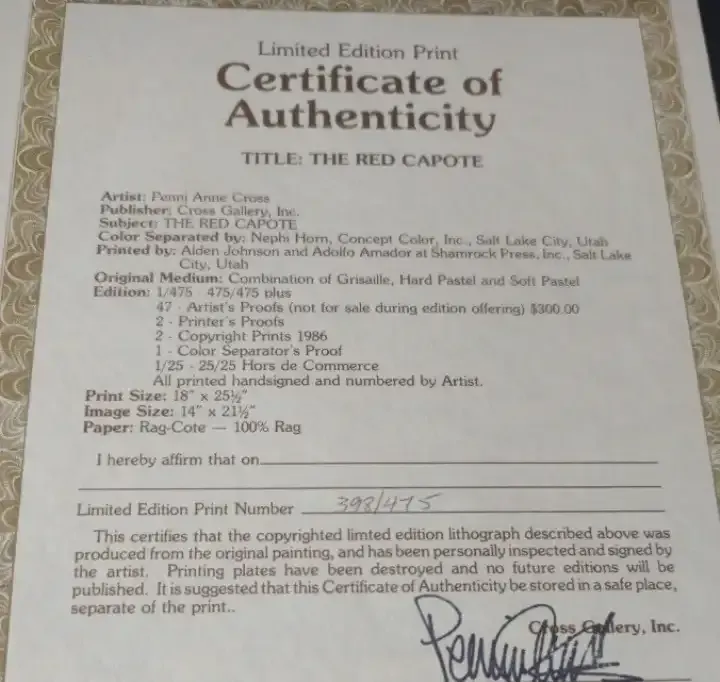 Limited Edition Print
Certificate of
Authenticity
TITLE: THE RED CAPOTE
Artist: Penni Anne Cross
Publisher: Cross Gallery, Inc.
Subject: THE RED CAPOTE
Color Separated by: Nephi Horn, Concept Color, Inc., Salt Lake City, Utah
Printed by: Alden Johnson and Adolfo Amador at Shamrock Press, Inc., Salt Lake
City, Utah
Original Medium: Combination of Grisaille, Hard Pastel and Soft Pastel
Edition: 1/475 475/475 plus
47 - Artist's Proofs (not for sale during edition offering) $300.00
2 - Printer's Proofs
2 - Copyright Prints 1986
1 - Color Separator's Proof
1/25 - 25/25 Hors de Commerce
All printed handsigned and numbered by Artist.
Print Size: 18" x 25½"
Image Size: 14" x 21½"
Paper: Rag-Cote — 100% Rag
I hereby affirm that on
Limited Edition Print Number 398/475
This certifies that the copyrighted limted edition lithograph described above was
produced from the original painting, and has been personally inspected and signed by
the artist. Printing plates have been destroyed and no future editions will be
published. It is suggested that this Certificate of Authenticity be stored in a safe place,
separate of the print..
Cross Gallery, Inc.